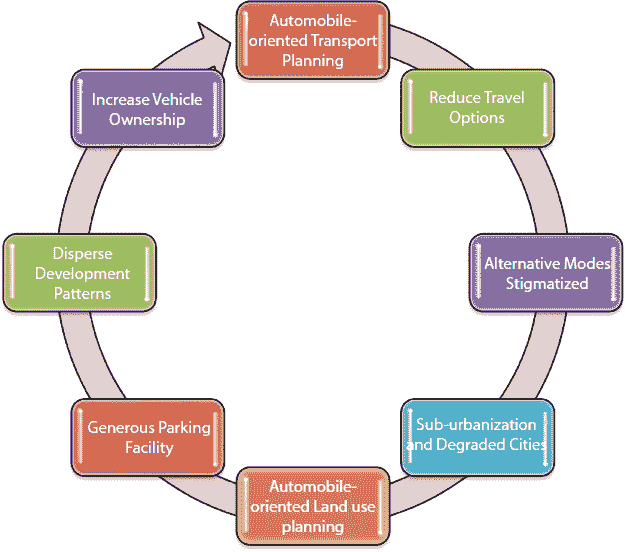 Automobile-
oriented Transport
Planning
Reduce Travel
Options
Alternative Modes
Stigmatized
Sub-urbanization
and Degraded Cities
Automobile-
oriented Land use
planning
Generous Parking
Facility
Disperse
Development
Patterns
Increase Vehicle
Ownership